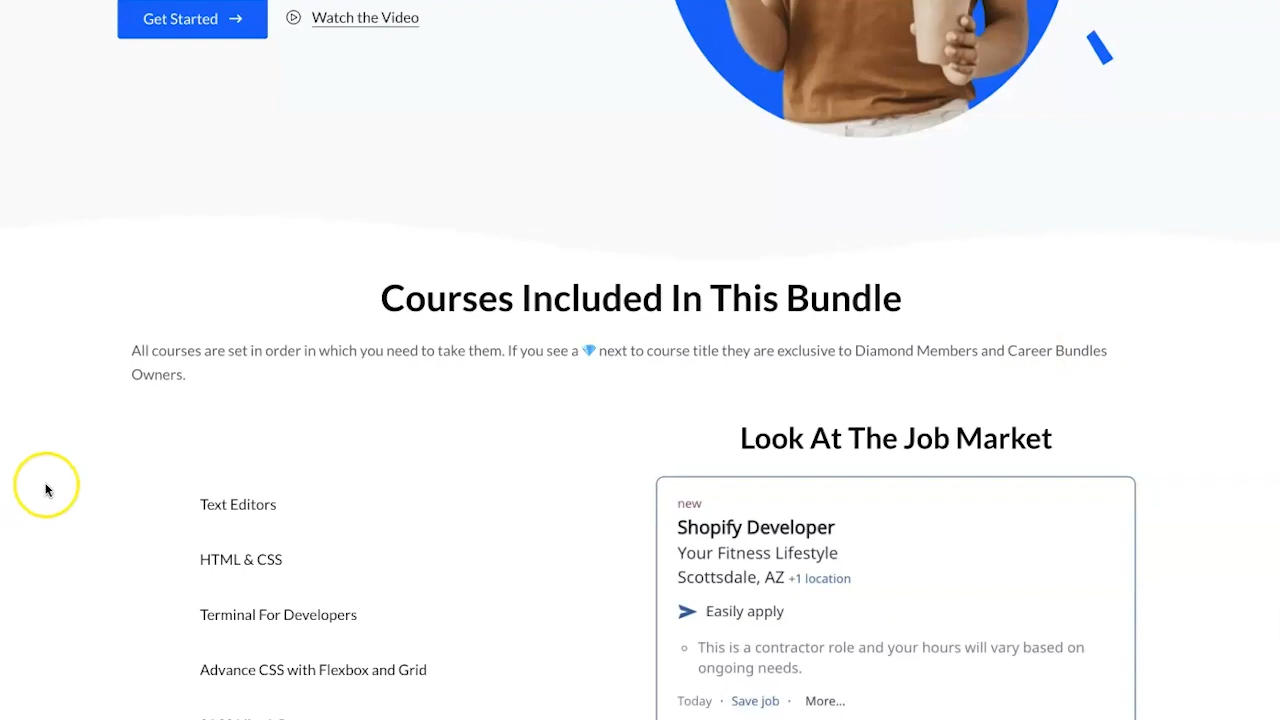 Get Started
Watch the Video
Courses Included In This Bundle
All courses are set in order in which you need to take them. If you see a 💎 next to course title they are exclusive to Diamond Members and Career Bundles
Owners.
Look At The Job Market
Text Editors
HTML & CSS
Terminal For Developers
Advance CSS with Flexbox and Grid
new
Shopify Developer
Your Fitness Lifestyle
Scottsdale, AZ +1 location
Easily apply
This is a contractor role and your hours will vary based on
ongoing needs.
Today · Save job · More...